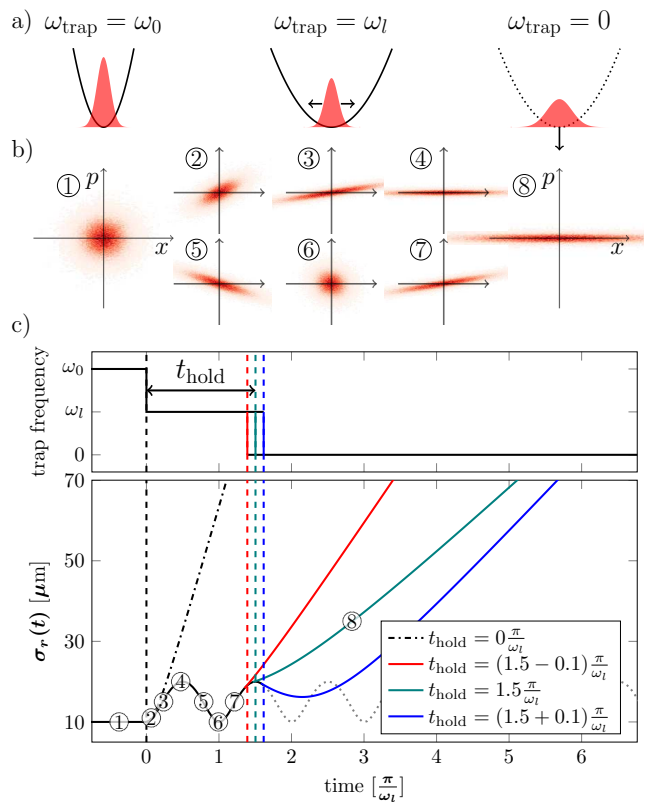 a) ω_trap = ω_0 ω_trap = ω_l ω_trap = 0
b)
① p x
② ③ ④
⑧ p x
⑤ ⑥ ⑦
c)
trap frequency
ω_0
ω_l
0
t_hold
σ_r(t) [μm]
70
50
30
10
① ② ③ ④ ⑤ ⑥ ⑦ ⑧
t_hold = 0 π/ω_l
t_hold = (1.5 − 0.1) π/ω_l
t_hold = 1.5 π/ω_l
t_hold = (1.5 + 0.1) π/ω_l
0 1 2 3 4 5 6
time [π/ω_l]